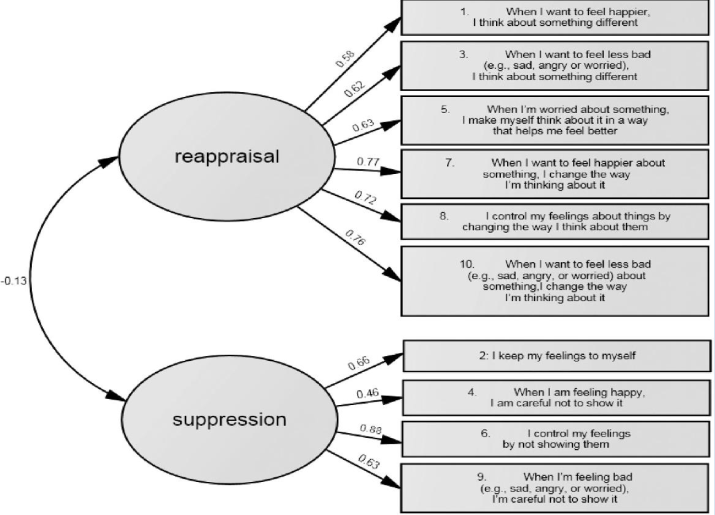 1. When I want to feel happier,
I think about something different
0.58
3. When I want to feel less bad
(e.g., sad, angry or worried),
I think about something different
0.62
5. When I'm worried about something,
I make myself think about it in a way
that helps me feel better
0.63
reappraisal
7. When I want to feel happier about
something, I change the way
I'm thinking about it
0.77
8. I control my feelings about things by
changing the way I think about them
0.72
10. When I want to feel less bad
(e.g., sad, angry, or worried) about
something,I change the way
I'm thinking about it
0.76
-0.13
2: I keep my feelings to myself
0.66
4. When I am feeling happy,
I am careful not to show it
0.46
suppression
6. I control my feelings
by not showing them
0.88
9. When I'm feeling bad
(e.g., sad, angry, or worried),
I'm careful not to show it
0.63